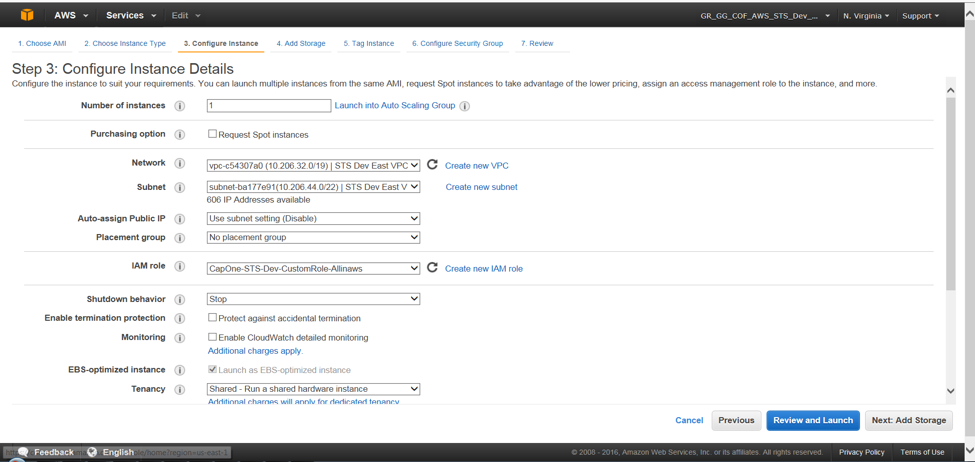 AWS Services Edit GR_GG_COF_AWS_STS_Dev_... N. Virginia Support
1. Choose AMI 2. Choose Instance Type 3. Configure Instance 4. Add Storage 5. Tag Instance 6. Configure Security Group 7. Review
Step 3: Configure Instance Details
Configure the instance to suit your requirements. You can launch multiple instances from the same AMI, request Spot instances to take advantage of the lower pricing, assign an access management role to the instance, and more.
Number of instances 1 Launch into Auto Scaling Group
Purchasing option Request Spot instances
Network vpc-c54307a0 (10.206.32.0/19) | STS Dev East VPC Create new VPC
Subnet subnet-ba177e91(10.206.44.0/22) | STS Dev East V Create new subnet
606 IP Addresses available
Auto-assign Public IP Use subnet setting (Disable)
Placement group No placement group
IAM role CapOne-STS-Dev-CustomRole-Allinaws Create new IAM role
Shutdown behavior Stop
Enable termination protection Protect against accidental termination
Monitoring Enable CloudWatch detailed monitoring
Additional charges apply.
EBS-optimized instance Launch as EBS-optimized instance
Tenancy Shared - Run a shared hardware instance
Additional charges will apply for dedicated tenancy.
Cancel Previous Review and Launch Next: Add Storage
Feedback English /home?region=us-east-1 © 2008 - 2016, Amazon Web Services, Inc. or its affiliates. All rights reserved. Privacy Policy Terms of Use